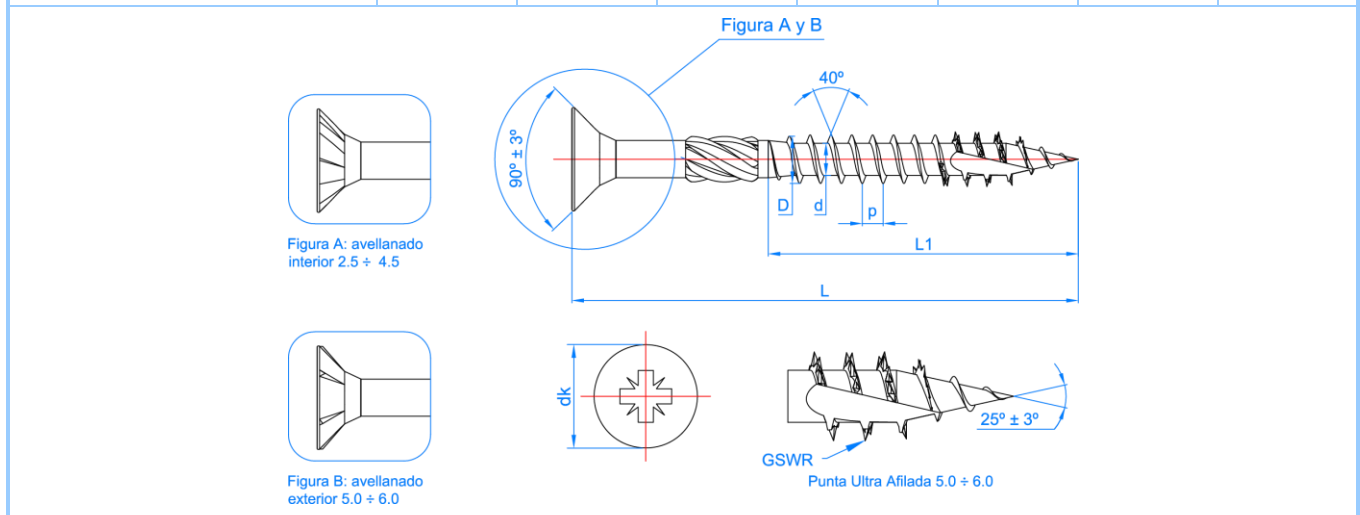 Figura A y B
40º
90º ± 3º
Figura A: avellanado
interior 2.5 ÷ 4.5
D
d
p
L1
L
dk
25º ± 3º
GSWR
Punta Ultra Afilada 5.0 ÷ 6.0
Figura B: avellanado
exterior 5.0 ÷ 6.0